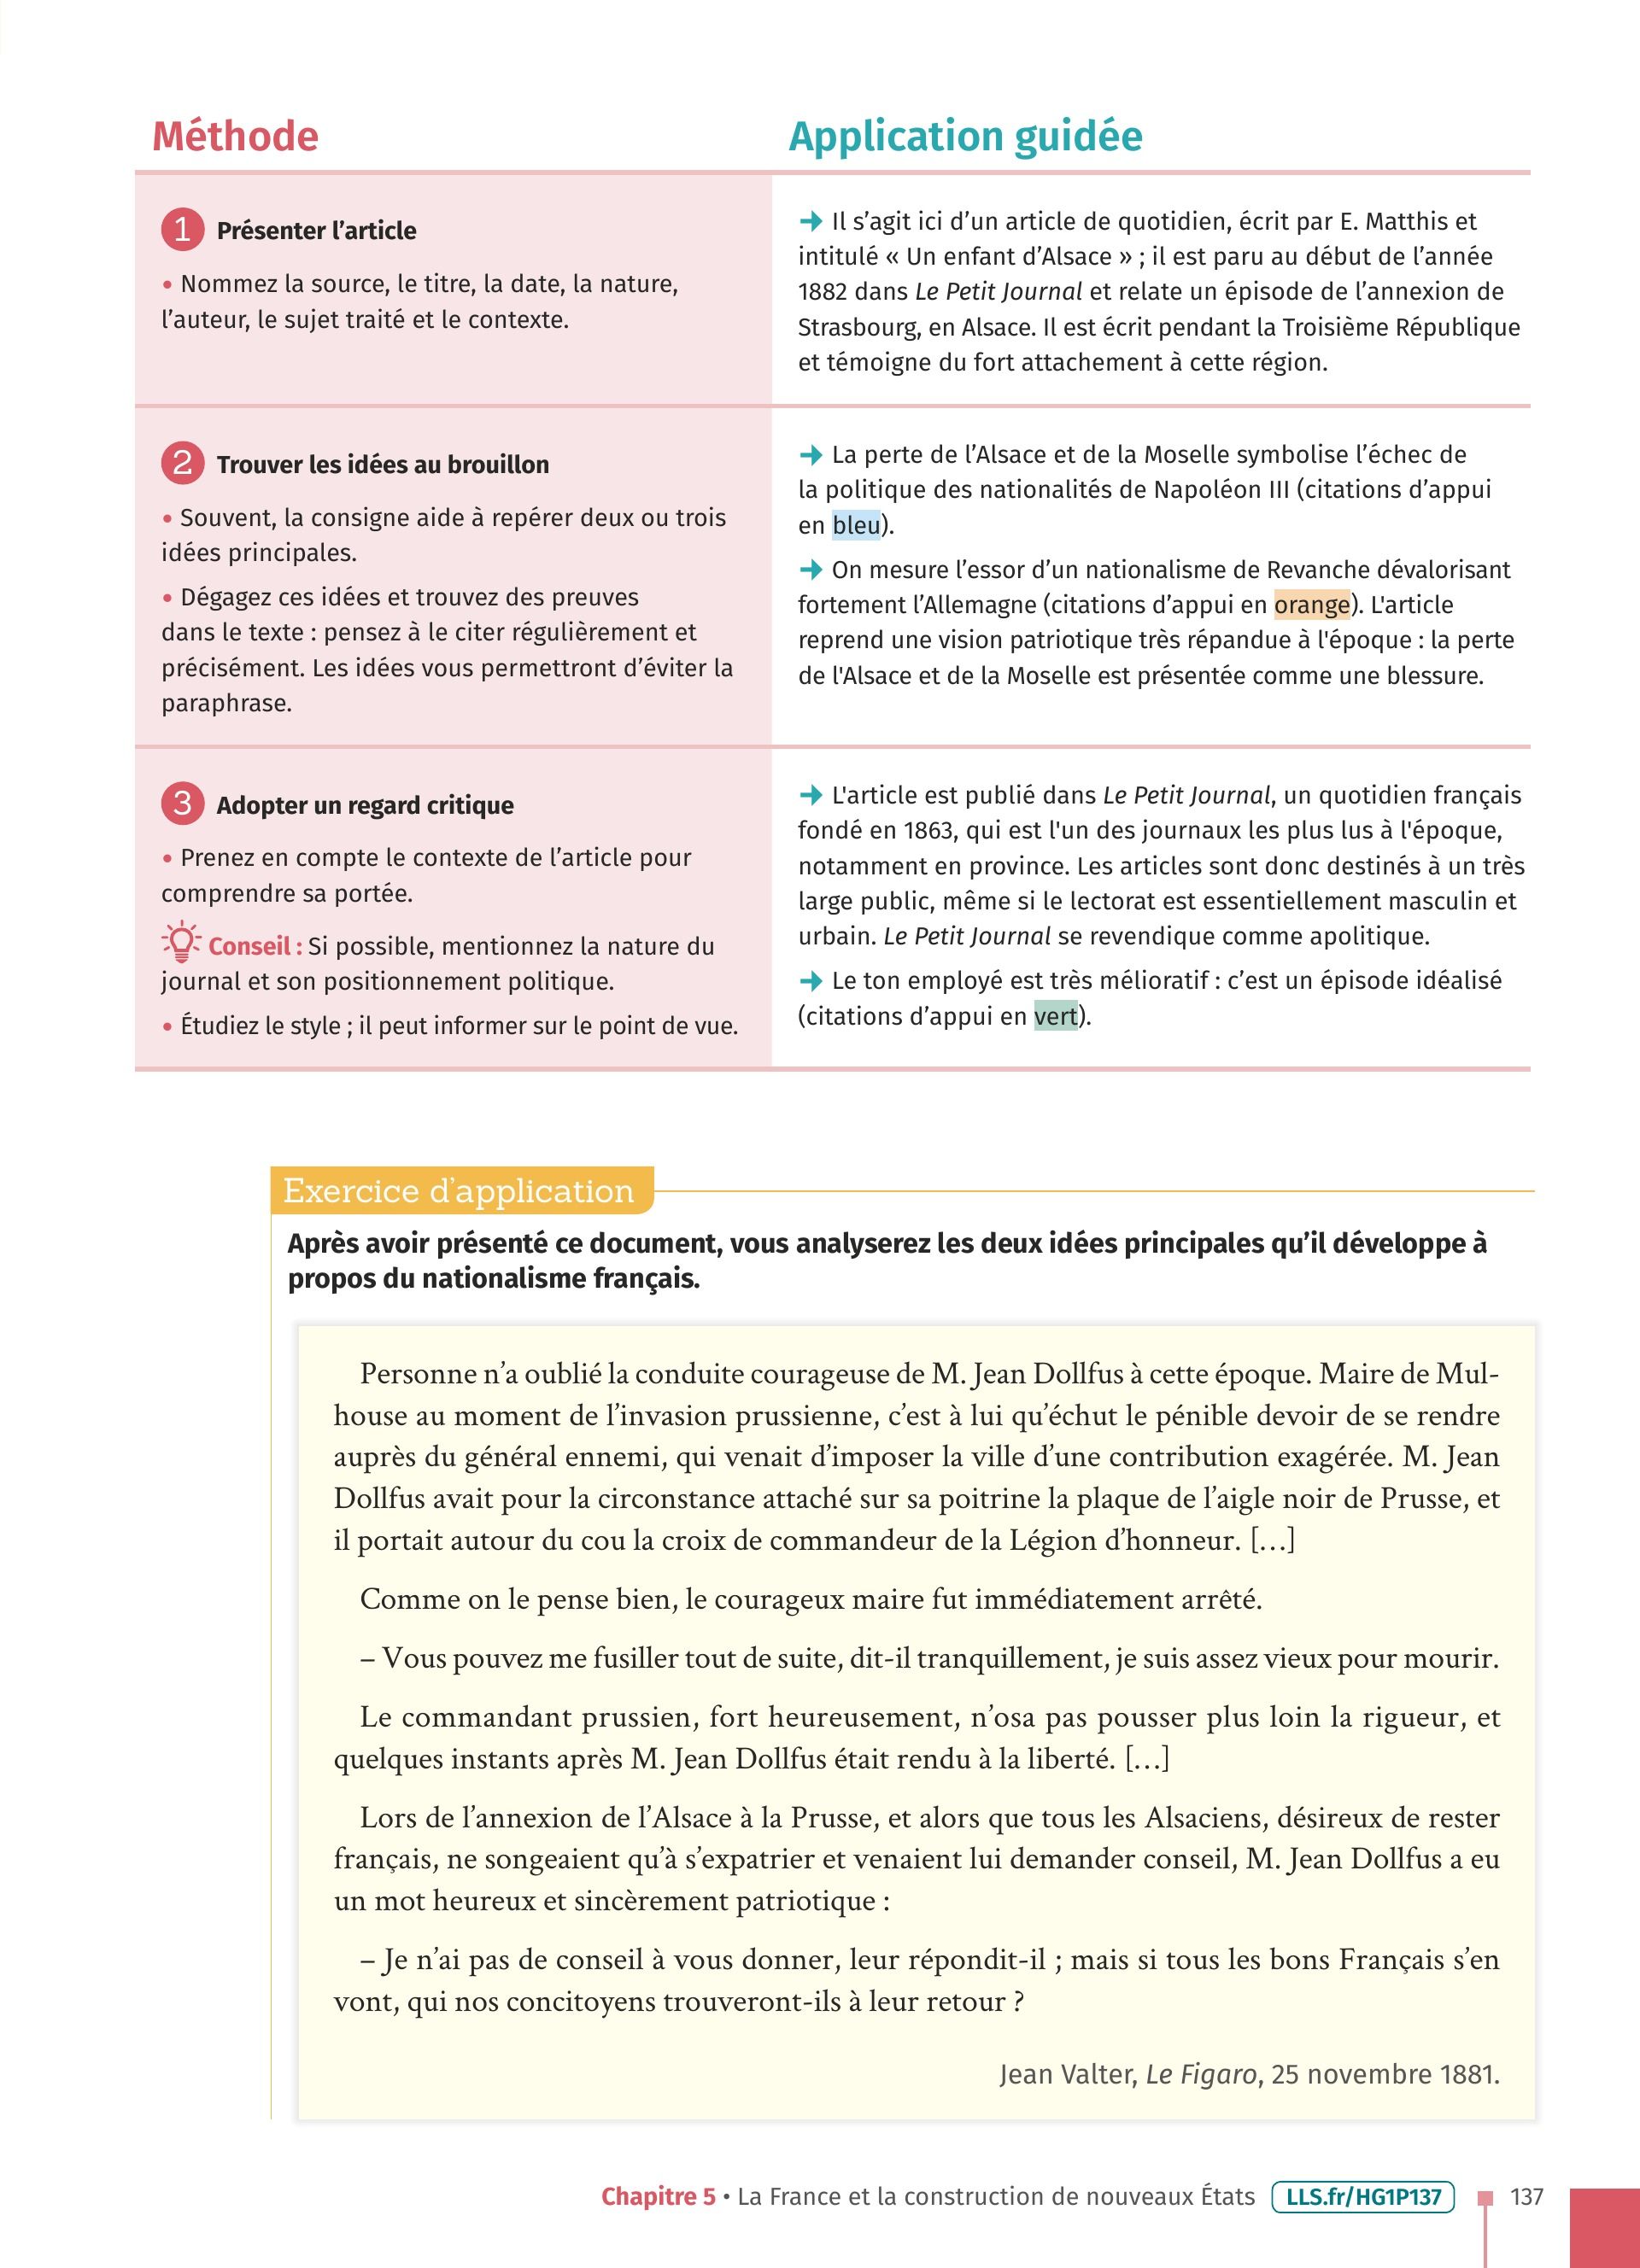 Méthode
Application guidée
1 Présenter l’article
• Nommez la source, le titre, la date, la nature,
l’auteur, le sujet traité et le contexte.
➔ Il s’agit ici d’un article de quotidien, écrit par E. Matthis et
intitulé « Un enfant d’Alsace » ; il est paru au début de l’année
1882 dans Le Petit Journal et relate un épisode de l’annexion de
Strasbourg, en Alsace. Il est écrit pendant la Troisième République
et témoigne du fort attachement à cette région.
2 Trouver les idées au brouillon
• Souvent, la consigne aide à repérer deux ou trois
idées principales.
• Dégagez ces idées et trouvez des preuves
dans le texte : pensez à le citer régulièrement et
précisément. Les idées vous permettront d’éviter la
paraphrase.
➔ La perte de l’Alsace et de la Moselle symbolise l’échec de
la politique des nationalités de Napoléon III (citations d’appui
en bleu).
➔ On mesure l’essor d’un nationalisme de Revanche dévalorisant
fortement l’Allemagne (citations d’appui en orange). L'article
reprend une vision patriotique très répandue à l'époque : la perte
de l'Alsace et de la Moselle est présentée comme une blessure.
3 Adopter un regard critique
• Prenez en compte le contexte de l’article pour
comprendre sa portée.
Conseil : Si possible, mentionnez la nature du
journal et son positionnement politique.
• Étudiez le style ; il peut informer sur le point de vue.
➔ L'article est publié dans Le Petit Journal, un quotidien français
fondé en 1863, qui est l'un des journaux les plus lus à l'époque,
notamment en province. Les articles sont donc destinés à un très
large public, même si le lectorat est essentiellement masculin et
urbain. Le Petit Journal se revendique comme apolitique.
➔ Le ton employé est très mélioratif : c’est un épisode idéalisé
(citations d’appui en vert).
Exercice d’application
Après avoir présenté ce document, vous analyserez les deux idées principales qu’il développe à
propos du nationalisme français.
Personne n’a oublié la conduite courageuse de M. Jean Dollfus à cette époque. Maire de Mul-
house au moment de l’invasion prussienne, c’est à lui qu’échut le pénible devoir de se rendre
auprès du général ennemi, qui venait d’imposer la ville d’une contribution exagérée. M. Jean
Dollfus avait pour la circonstance attaché sur sa poitrine la plaque de l’aigle noir de Prusse, et
il portait autour du cou la croix de commandeur de la Légion d’honneur. […]
Comme on le pense bien, le courageux maire fut immédiatement arrêté.
– Vous pouvez me fusiller tout de suite, dit-il tranquillement, je suis assez vieux pour mourir.
Le commandant prussien, fort heureusement, n’osa pas pousser plus loin la rigueur, et
quelques instants après M. Jean Dollfus était rendu à la liberté. […]
Lors de l’annexion de l’Alsace à la Prusse, et alors que tous les Alsaciens, désireux de rester
français, ne songeaient qu’à s’expatrier et venaient lui demander conseil, M. Jean Dollfus a eu
un mot heureux et sincèrement patriotique :
– Je n’ai pas de conseil à vous donner, leur répondit-il ; mais si tous les bons Français s’en
vont, qui nos concitoyens trouveront-ils à leur retour ?
Jean Valter, Le Figaro, 25 novembre 1881.
Chapitre 5 • La France et la construction de nouveaux États LLS.fr/HG1P137 137